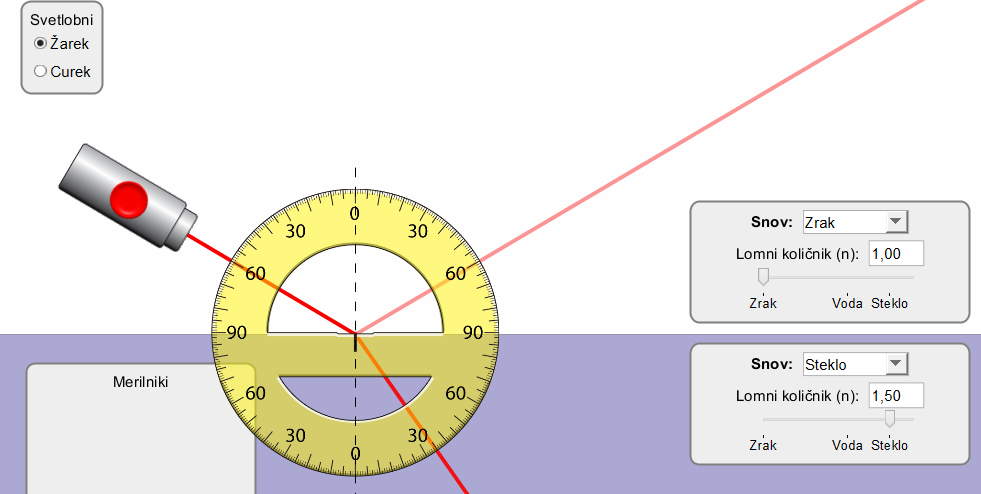 Svetlobni
Žarek
Curek
0
30
30
60
60
90
90
60
60
30
30
0
Merilniki
Snov: Zrak
Lomni količnik (n): 1,00
Zrak Voda Steklo
Snov: Steklo
Lomni količnik (n): 1,50
Zrak Voda Steklo